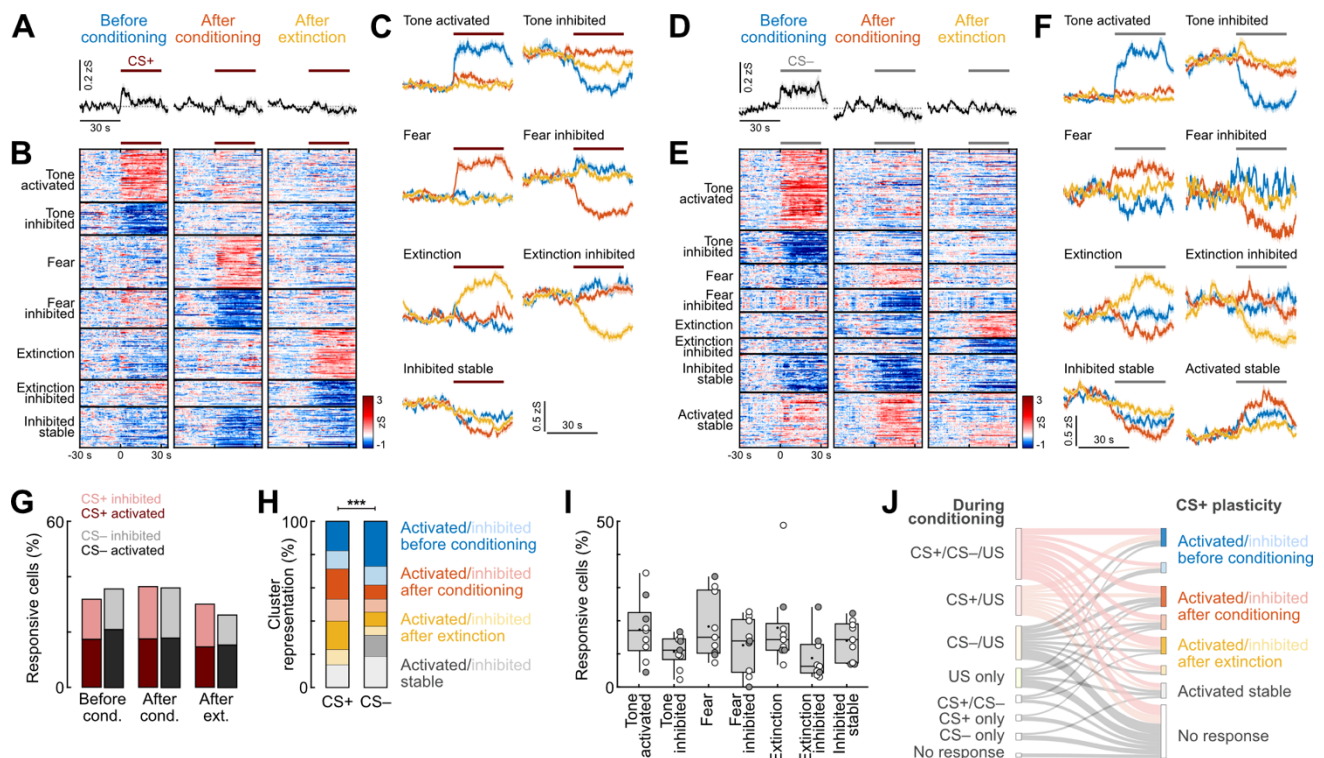 A
Before
conditioning
After
conditioning
After
extinction
CS+
0.2 zS
30 s
B
Tone
activated
Tone
inhibited
Fear
Fear
inhibited
Extinction
Extinction
inhibited
Inhibited
stable
-30 s
0
30 s
3
zS
-1
C
Tone activated
Tone inhibited
Fear
Fear inhibited
Extinction
Extinction inhibited
Inhibited stable
0.5 zS
30 s
D
Before
conditioning
After
conditioning
After
extinction
CS–
0.2 zS
30 s
E
Tone
activated
Tone
inhibited
Fear
Fear
inhibited
Extinction
Extinction
inhibited
Inhibited
stable
Activated
stable
-30 s
0
30 s
3
zS
-1
F
Tone activated
Tone inhibited
Fear
Fear inhibited
Extinction
Extinction inhibited
Inhibited stable
Activated stable
0.5 zS
30 s
G
CS+ inhibited
CS+ activated
CS– inhibited
CS– activated
Responsive cells (%)
60
0
Before
cond.
After
cond.
After
ext.
H
***
Cluster
representation (%)
100
0
CS+
CS–
Activated/inhibited
before conditioning
Activated/inhibited
after conditioning
Activated/inhibited
after extinction
Activated/inhibited
stable
I
Responsive cells (%)
50
0
Tone
activated
Tone
inhibited
Fear
Fear
inhibited
Extinction
Extinction
inhibited
Inhibited
stable
J
During
conditioning
CS+/CS–/US
CS+/US
CS–/US
US only
CS+/CS–
CS+ only
CS– only
No response
CS+ plasticity
Activated/inhibited
before conditioning
Activated/inhibited
after conditioning
Activated/inhibited
after extinction
Activated stable
No response